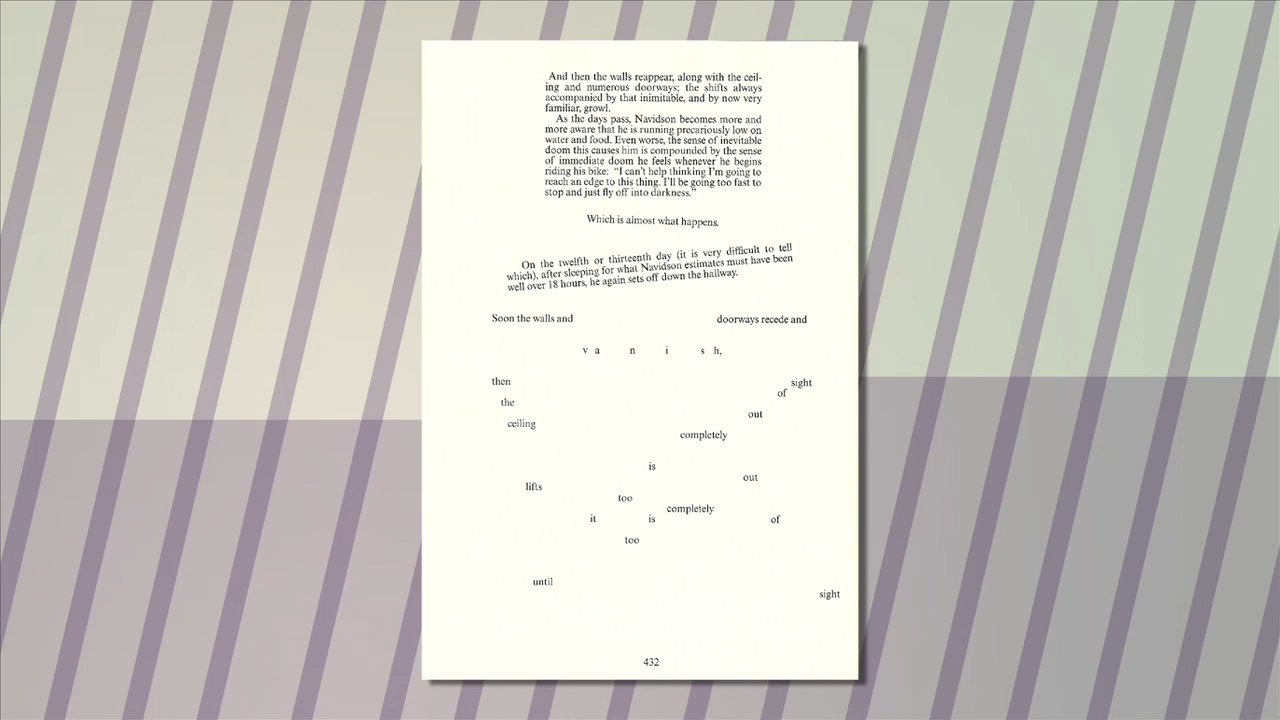 And then the walls reappear, along with the ceil-
ing and numerous doorways; the shifts always
accompanied by that inimitable, and by now very
familiar, growl.
As the days pass, Navidson becomes more and
more aware that he is running precariously low on
water and food. Even worse, the sense of inevitable
doom this causes him is compounded by the sense
of immediate doom he feels whenever he begins
riding his bike: “I can’t help thinking I’m going to
reach an edge to this thing. I’ll be going too fast to
stop and just fly off into darkness.”
Which is almost what happens.
On the twelfth or thirteenth day (it is very difficult to tell
which), after sleeping for what Navidson estimates must have been
well over 18 hours, he again sets off down the hallway.
Soon the walls and doorways recede and
v a n i s h,
then sight
of
the
out
ceiling
completely
is
out
lifts
too
completely
it is of
too
until
sight
432